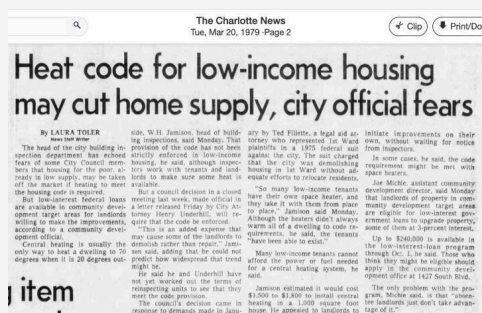 The Charlotte News
Tue, Mar 20, 1979 · Page 2
Clip
Print/Do
Heat code for low-income housing
may cut home supply, city official fears
By LAURA TOLER
News Staff Writer
The head of the city building in-
spection department has echoed
fears of some City Council mem-
bers that housing for the poor, al-
ready in low supply, may be taken
off the market if heating to meet
the housing code is required.
But low-interest federal loans
are available in community devel-
opment target areas for landlords
willing to make the improvements,
according to a community devel-
opment official.
Central heating is usually the
only way to heat a dwelling to 70
degrees when it is 20 degrees out-
item
side, W.H. Jamison, head of build-
ing inspections, said Monday. That
provision of the code has not been
strictly enforced in low-income
housing, he said, although inspec-
tors work with tenants and land-
lords to make sure some heat is
available.
But a council decision in a closed
meeting last week, made official in
a letter released Friday by City At-
torney Henry Underhill, will re-
quire that the code be enforced.
"This is an added expense that
may cause some of the landlords to
demolish rather than repair," Jami-
son said, adding that he could not
predict how widespread that trend
might be.
He said he and Underhill have
not yet worked out the terms of
reinspecting units to see that they
meet the code provision.
The council's decision came in
response to demands made in Janu-
ary by Ted Fillette, a legal aid at-
torney who represented 1st Ward
plaintiffs in a 1975 federal suit
against the city. The suit charged
that the city was demolishing
housing in 1st Ward without ad-
equate efforts to relocate residents.
"So many low-income tenants
have their own space heater, and
they take it with them from place
to place," Jamison said Monday.
Although the heaters didn't always
warm all of a dwelling to code re-
quirements, he said, the tenants
"have been able to exist."
Many low-income tenants cannot
afford the power or fuel needed
for a central heating system, he
said.
Jamison estimated it would cost
$1,500 to $1,800 to install central
heating in a 1,000 square foot
house. He appealed to landlords to
initiate improvements on their
own, without waiting for notice
from inspectors.
In some cases, he said, the code
requirement might be met with
space heaters.
Joe Michie, assistant community
development director, said Monday
that landlords of property in com-
munity development target areas
are eligible for low-interest gov-
ernment loans to upgrade property,
some of them at 3-percent interest.
Up to $240,000 is available in
the low-interest-loan program
through Oct. 1, he said. Those who
think they might be eligible should
apply in the community devel-
opment office at 1427 South Blvd.
The only problem with the pro-
gram, Michie said, is that "absen-
tee landlords just don't take advan-
tage of it."